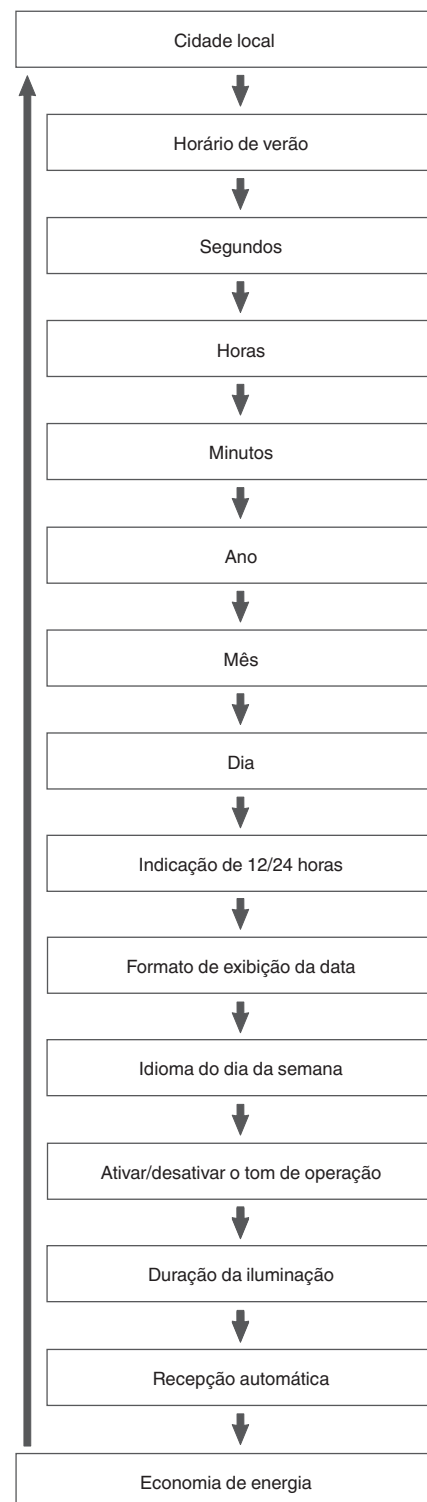 Cidade local
Horário de verão
Segundos
Horas
Minutos
Ano
Mês
Dia
Indicação de 12/24 horas
Formato de exibição da data
Idioma do dia da semana
Ativar/desativar o tom de operação
Duração da iluminação
Recepção automática
Economia de energia